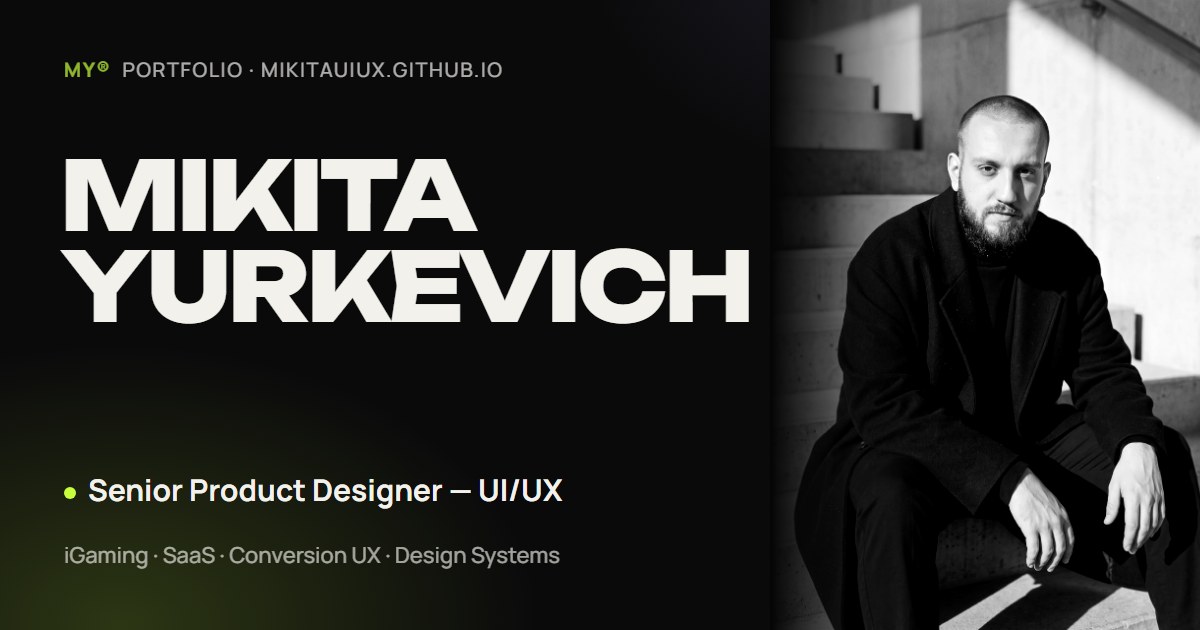 MY® PORTFOLIO · MIKITAUIUX.GITHUB.IO
MIKITA
YURKEVICH
Senior Product Designer — UI/UX
iGaming · SaaS · Conversion UX · Design Systems